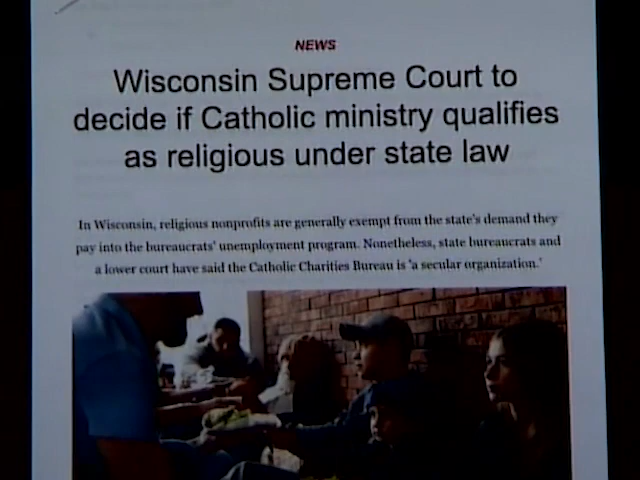 NEWS
Wisconsin Supreme Court to
decide if Catholic ministry qualifies
as religious under state law
In Wisconsin, religious nonprofits are generally exempt from the state's demand they
pay into the bureaucrats' unemployment program. Nonetheless, state bureaucrats and
a lower court have said the Catholic Charities Bureau is 'a secular organization.'